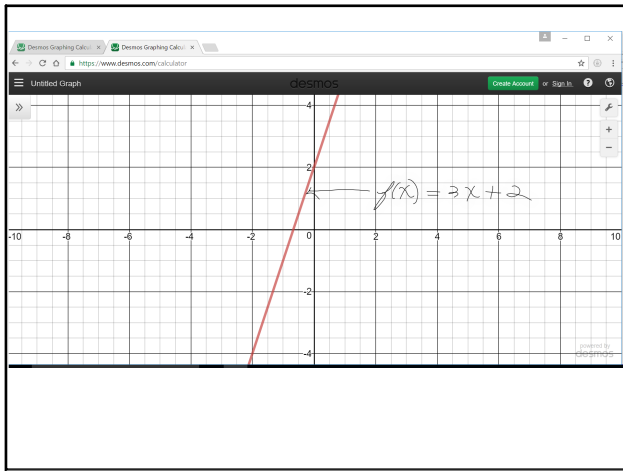 Desmos Graphing Calcul
Desmos Graphing Calcul
https://www.desmos.com/calculator
Untitled Graph
desmos
Create Account
or
Sign In
4
2
f(x) = 3x + 2
-10
-8
-6
-4
-2
0
2
4
6
8
10
-2
-4
powered by
desmos